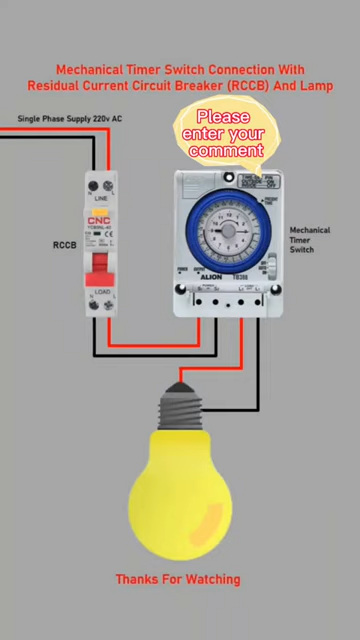 Mechanical Timer Switch Connection With
Residual Current Circuit Breaker (RCCB) And Lamp
Single Phase Supply 220v AC
Please
enter your
comment
N
L
LINE
CNC
RCCB
LOAD
N
L
Mechanical
Timer
Switch
ALION
TB388
Thanks For Watching